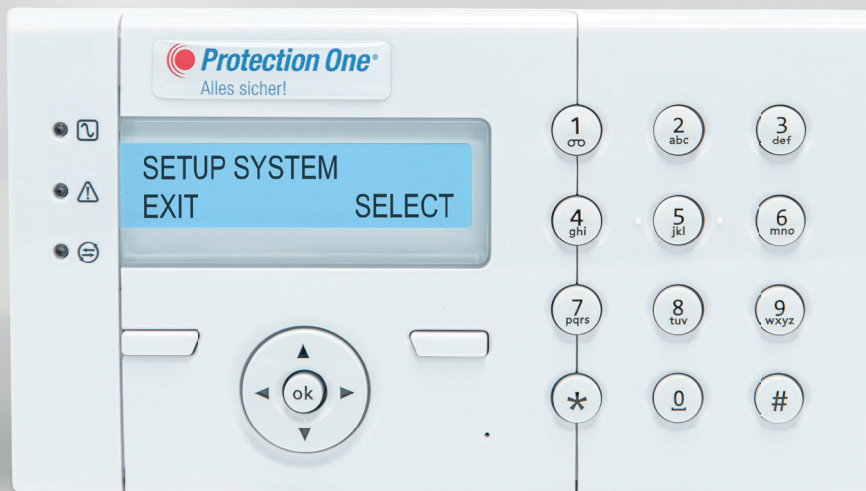 Protection One®
Alles sicher!
SETUP SYSTEM
EXIT SELECT
1 2 abc 3 def
4 ghi 5 jkl 6 mno
7 pqrs 8 tuv 9 wxyz
* 0 #
ok